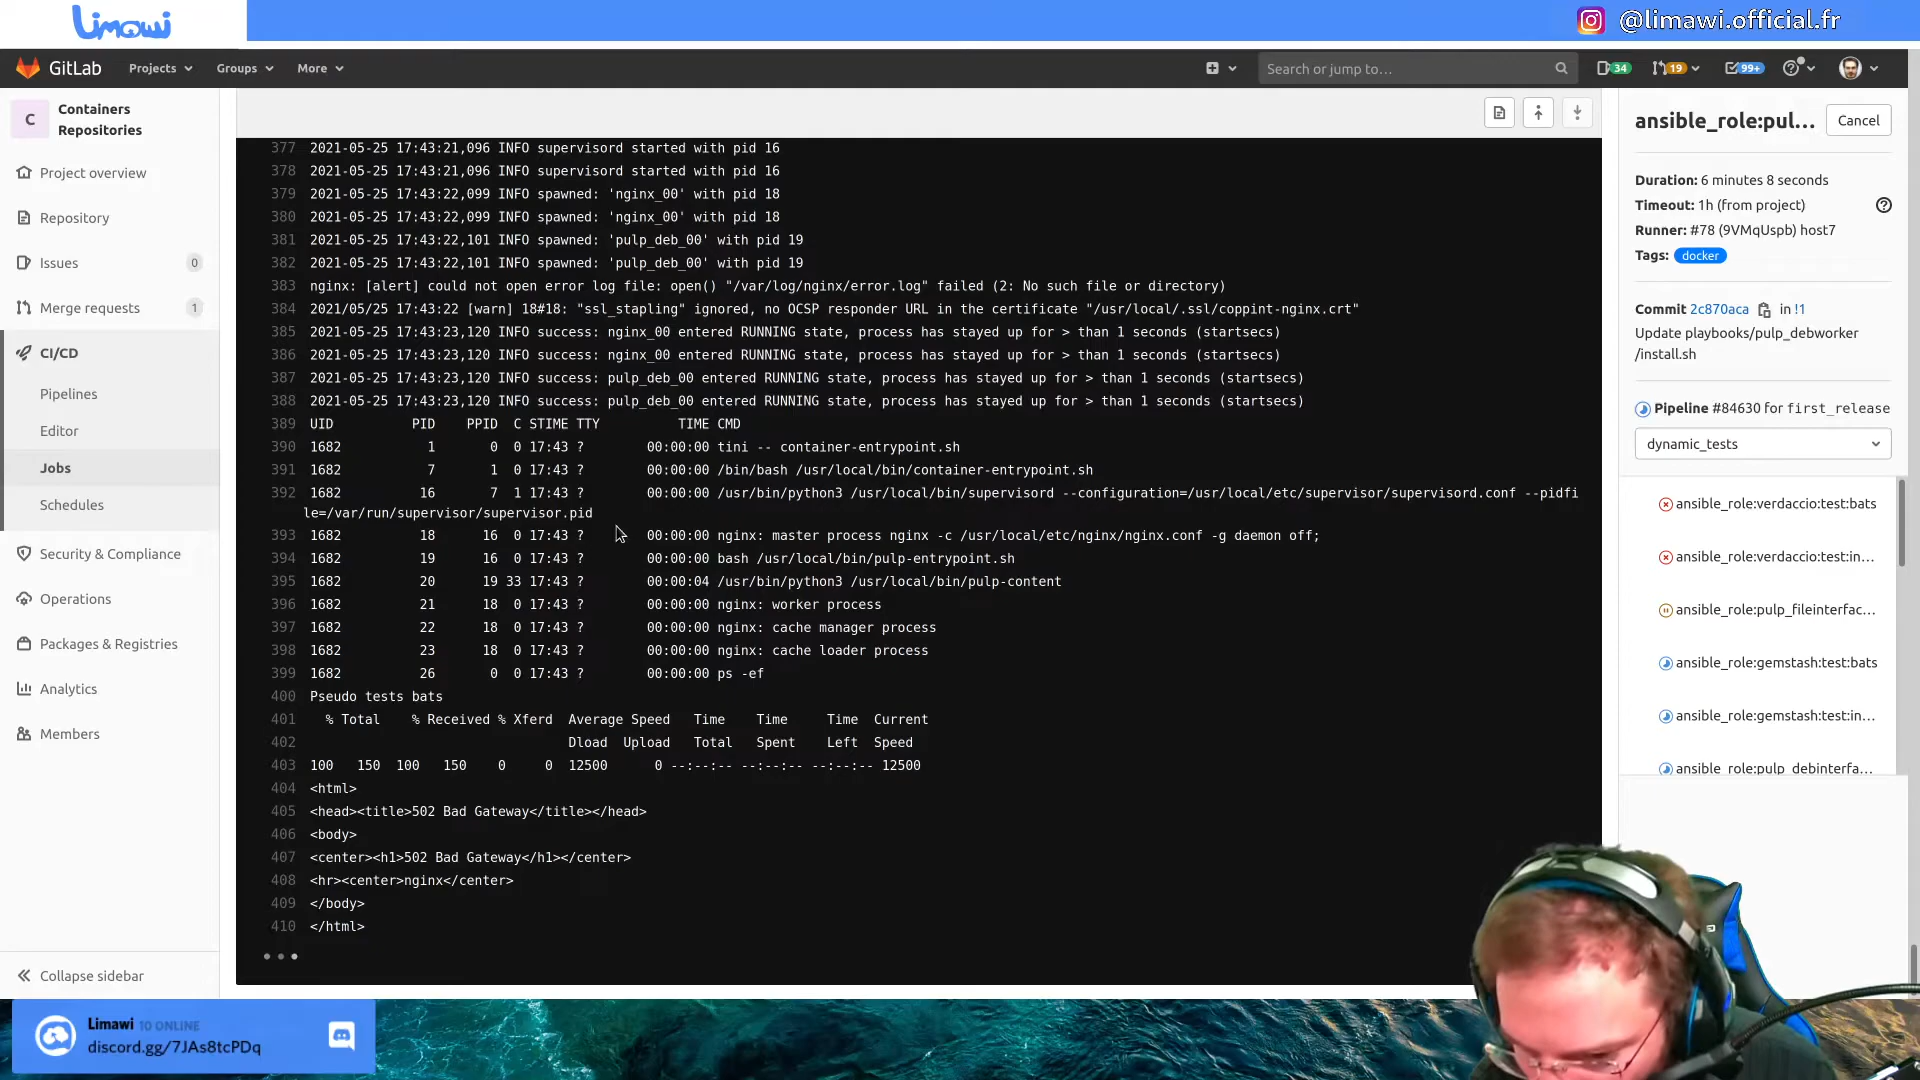 Limawi
@limawi.official.fr
GitLab
Projects
Groups
More
Search or jump to…
34
19
99+
C
Containers
Repositories
Project overview
Repository
Issues
0
Merge requests
1
CI/CD
Pipelines
Editor
Jobs
Schedules
Security & Compliance
Operations
Packages & Registries
Analytics
Members
Collapse sidebar
377 2021-05-25 17:43:21,096 INFO supervisord started with pid 16
378 2021-05-25 17:43:21,096 INFO supervisord started with pid 16
379 2021-05-25 17:43:22,099 INFO spawned: 'nginx_00' with pid 18
380 2021-05-25 17:43:22,099 INFO spawned: 'nginx_00' with pid 18
381 2021-05-25 17:43:22,101 INFO spawned: 'pulp_deb_00' with pid 19
382 2021-05-25 17:43:22,101 INFO spawned: 'pulp_deb_00' with pid 19
383 nginx: [alert] could not open error log file: open() "/var/log/nginx/error.log" failed (2: No such file or directory)
384 2021/05/25 17:43:22 [warn] 18#18: "ssl_stapling" ignored, no OCSP responder URL in the certificate "/usr/local/.ssl/coppint-nginx.crt"
385 2021-05-25 17:43:23,120 INFO success: nginx_00 entered RUNNING state, process has stayed up for > than 1 seconds (startsecs)
386 2021-05-25 17:43:23,120 INFO success: nginx_00 entered RUNNING state, process has stayed up for > than 1 seconds (startsecs)
387 2021-05-25 17:43:23,120 INFO success: pulp_deb_00 entered RUNNING state, process has stayed up for > than 1 seconds (startsecs)
388 2021-05-25 17:43:23,120 INFO success: pulp_deb_00 entered RUNNING state, process has stayed up for > than 1 seconds (startsecs)
389 UID PID PPID C STIME TTY TIME CMD
390 1682 1 0 0 17:43 ? 00:00:00 tini -- container-entrypoint.sh
391 1682 7 1 0 17:43 ? 00:00:00 /bin/bash /usr/local/bin/container-entrypoint.sh
392 1682 16 7 1 17:43 ? 00:00:00 /usr/bin/python3 /usr/local/bin/supervisord --configuration=/usr/local/etc/supervisor/supervisord.conf --pidfi
le=/var/run/supervisor/supervisor.pid
393 1682 18 16 0 17:43 ? 00:00:00 nginx: master process nginx -c /usr/local/etc/nginx/nginx.conf -g daemon off;
394 1682 19 16 0 17:43 ? 00:00:00 bash /usr/local/bin/pulp-entrypoint.sh
395 1682 20 19 33 17:43 ? 00:00:04 /usr/bin/python3 /usr/local/bin/pulp-content
396 1682 21 18 0 17:43 ? 00:00:00 nginx: worker process
397 1682 22 18 0 17:43 ? 00:00:00 nginx: cache manager process
398 1682 23 18 0 17:43 ? 00:00:00 nginx: cache loader process
399 1682 26 0 0 17:43 ? 00:00:00 ps -ef
400 Pseudo tests bats
401 % Total % Received % Xferd Average Speed Time Time Time Current
402 Dload Upload Total Spent Left Speed
403 100 150 100 150 0 0 12500 0 --:--:-- --:--:-- --:--:-- 12500
404 <html>
405 <head><title>502 Bad Gateway</title></head>
406 <body>
407 <center><h1>502 Bad Gateway</h1></center>
408 <hr><center>nginx</center>
409 </body>
410 </html>
ansible_role:pul...
Cancel
Duration: 6 minutes 8 seconds
Timeout: 1h (from project)
Runner: #78 (9VMqUspb) host7
Tags: docker
Commit 2c870aca in !1
Update playbooks/pulp_debworker
/install.sh
Pipeline #84630 for first_release
dynamic_tests
ansible_role:verdaccio:test:bats
ansible_role:verdaccio:test:in...
ansible_role:pulp_fileinterfac...
ansible_role:gemstash:test:bats
ansible_role:gemstash:test:in...
ansible_role:pulp_debinterfa...
Limawi 10 ONLINE
discord.gg/7JAs8tcPDq